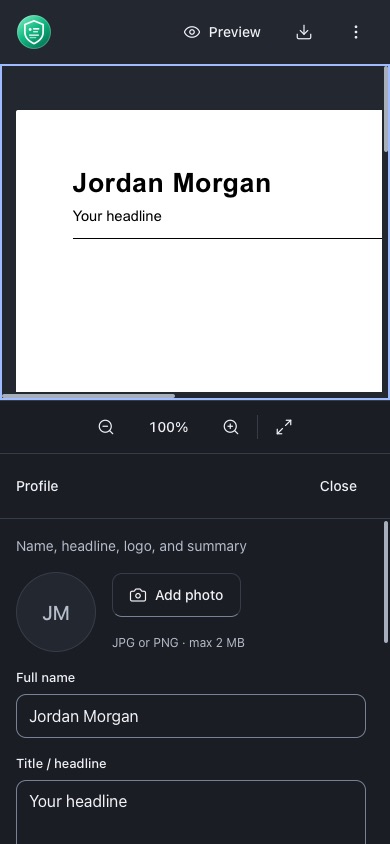 Preview
Jordan Morgan
Your headline
100%
Profile
Close
Name, headline, logo, and summary
JM
Add photo
JPG or PNG · max 2 MB
Full name
Jordan Morgan
Title / headline
Your headline